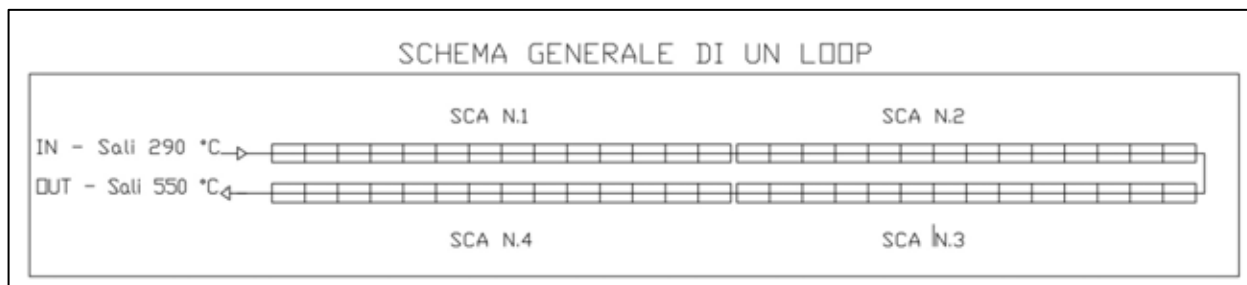 SCHEMA GENERALE DI UN LOOP
SCA N.1
SCA N.2
IN - Sali 290 °C
OUT - Sali 550 °C
SCA N.4
SCA N.3